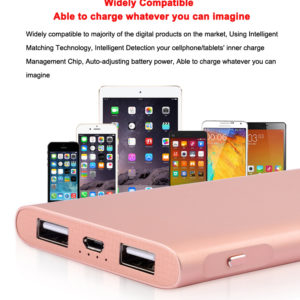 Widely Compatible
Able to charge whatever you can imagine
Widely compatible to majority of the digital products on the market, Using Intelligent
Matching Technology, Intelligent Detection your cellphone/tablets' inner charge
Management Chip, Auto-adjusting battery power, Able to charge whatever you can
imagine